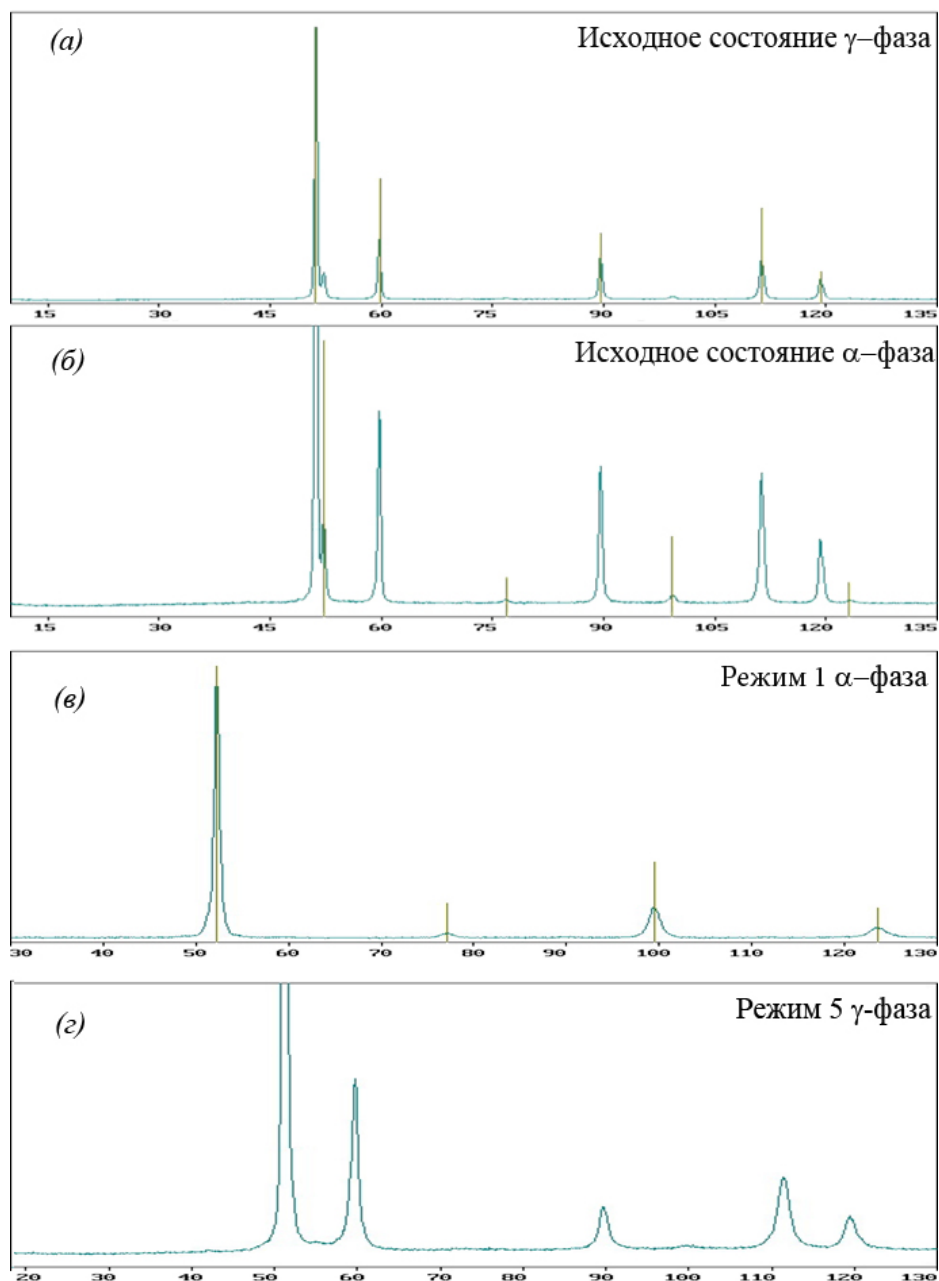 (а)
Исходное состояние γ–фаза
15 30 45 60 75 90 105 120 135
(б)
Исходное состояние α–фаза
15 30 45 60 75 90 105 120 135
(в)
Режим 1 α–фаза
30 40 50 60 70 80 90 100 110 120 130
(г)
Режим 5 γ-фаза
20 30 40 50 60 70 80 90 100 110 120 130